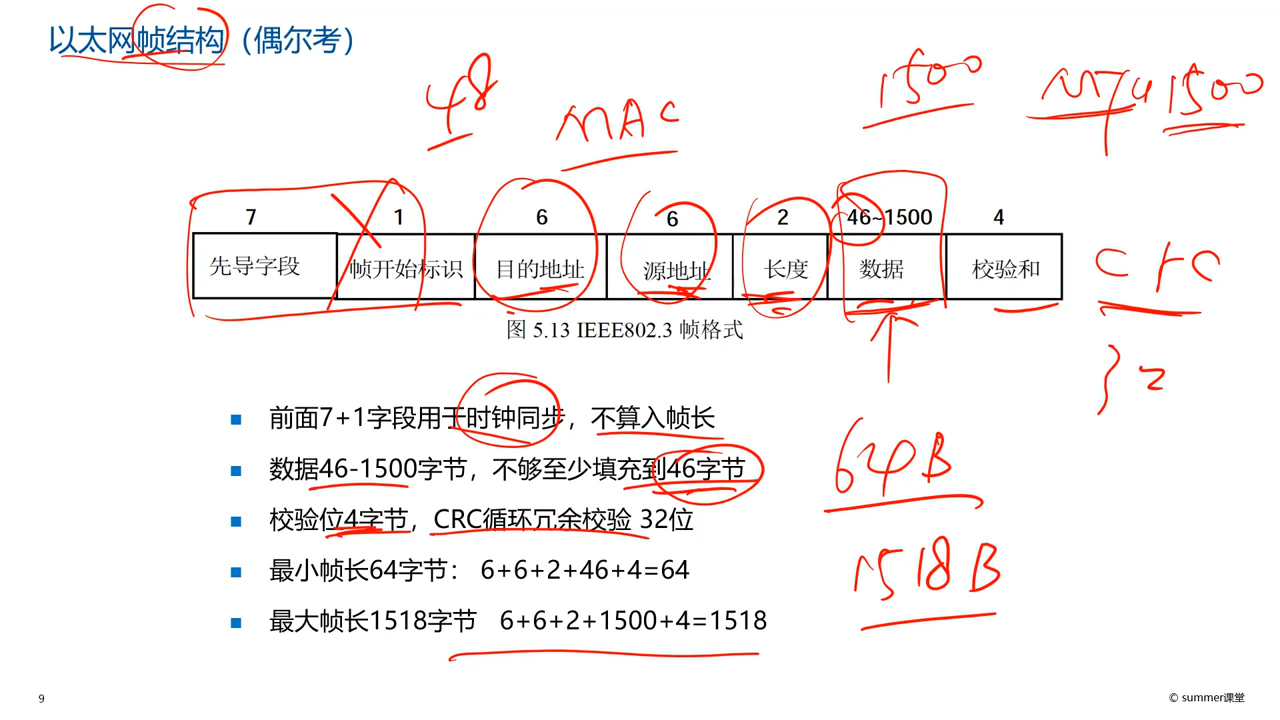 以太网帧结构（偶尔考）
48
MAC
1500
MTU 1500
7 1 6 6 2 46~1500 4
先导字段 帧开始标识 目的地址 源地址 长度 数据 校验和
CRC
32
图 5.13 IEEE802.3 帧格式
前面7+1字段用于时钟同步，不算入帧长
数据46-1500字节，不够至少填充到46字节
校验位4字节，CRC循环冗余校验 32位
最小帧长64字节： 6+6+2+46+4=64
最大帧长1518字节 6+6+2+1500+4=1518
64B
1518B
9
© summer课堂